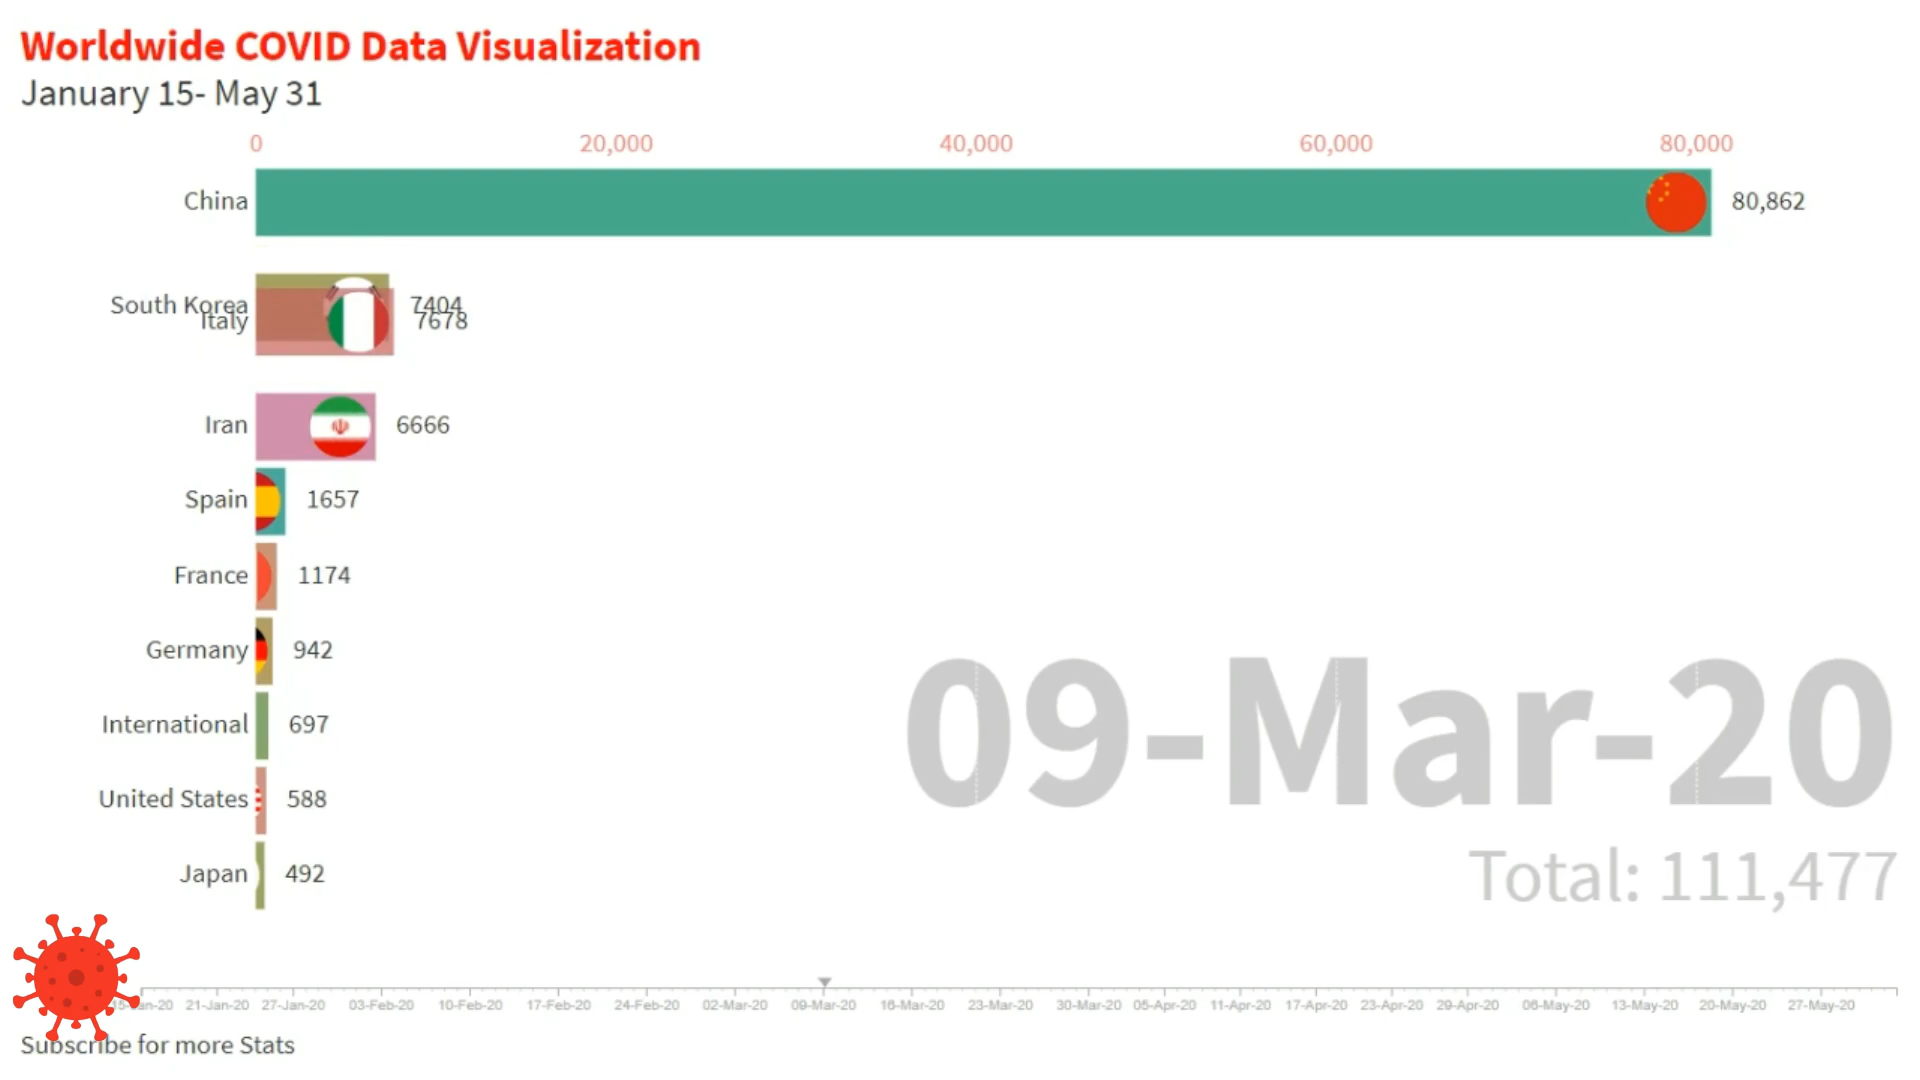 Worldwide COVID Data Visualization
January 15- May 31
0 20,000 40,000 60,000 80,000
China 80,862
South Korea 7404
Italy 7678
Iran 6666
Spain 1657
France 1174
Germany 942
International 697
United States 588
Japan 492
09-Mar-20
Total: 111,477
15-Jan-20 21-Jan-20 27-Jan-20 03-Feb-20 10-Feb-20 17-Feb-20 24-Feb-20 02-Mar-20 09-Mar-20 16-Mar-20 23-Mar-20 30-Mar-20 05-Apr-20 11-Apr-20 17-Apr-20 23-Apr-20 29-Apr-20 06-May-20 13-May-20 20-May-20 27-May-20
Subscribe for more Stats